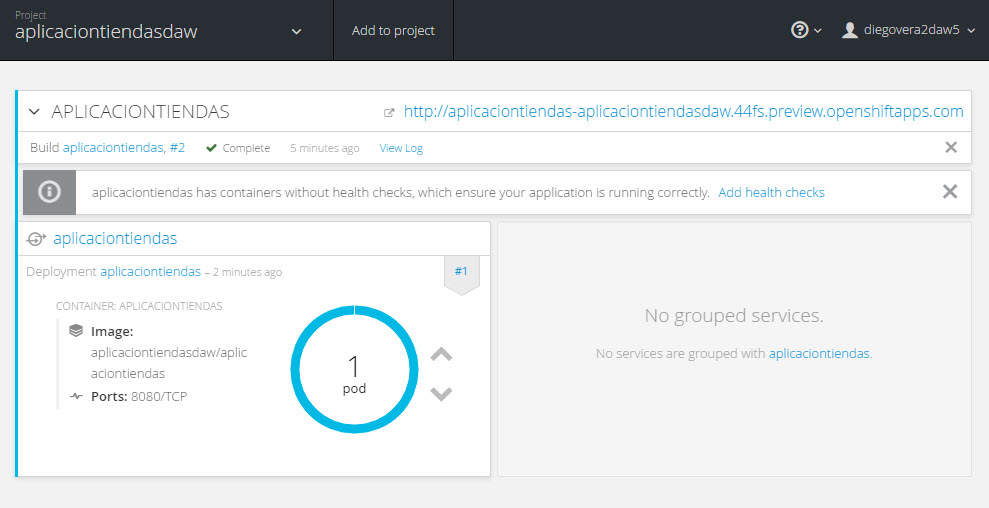 Project
aplicaciontiendasdaw
Add to project
diegovera2daw5
APLICACIONTIENDAS
http://aplicaciontiendas-aplicaciontiendasdaw.44fs.preview.openshiftapps.com
Build aplicaciontiendas, #2 Complete 5 minutes ago View Log
aplicaciontiendas has containers without health checks, which ensure your application is running correctly. Add health checks
aplicaciontiendas
Deployment aplicaciontiendas – 2 minutes ago
#1
CONTAINER: APLICACIONTIENDAS
Image:
aplicaciontiendasdaw/aplic
aciontiendas
Ports: 8080/TCP
1
pod
No grouped services.
No services are grouped with aplicaciontiendas.